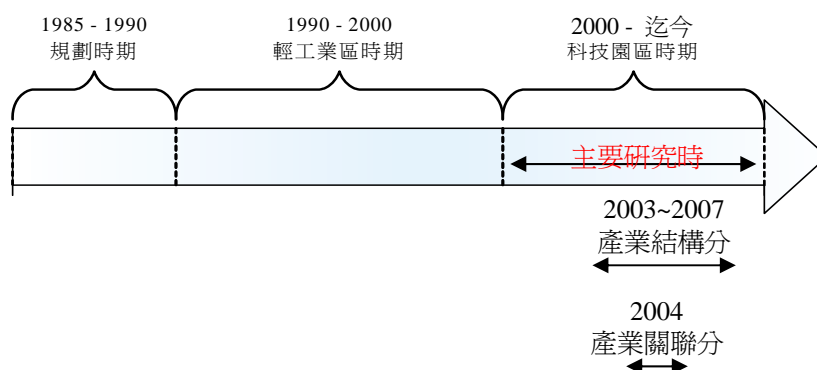 1985 - 1990
規劃時期
1990 - 2000
輕工業區時期
2000 - 迄今
科技園區時期
主要研究時
2003~2007
產業結構分
2004
產業關聯分